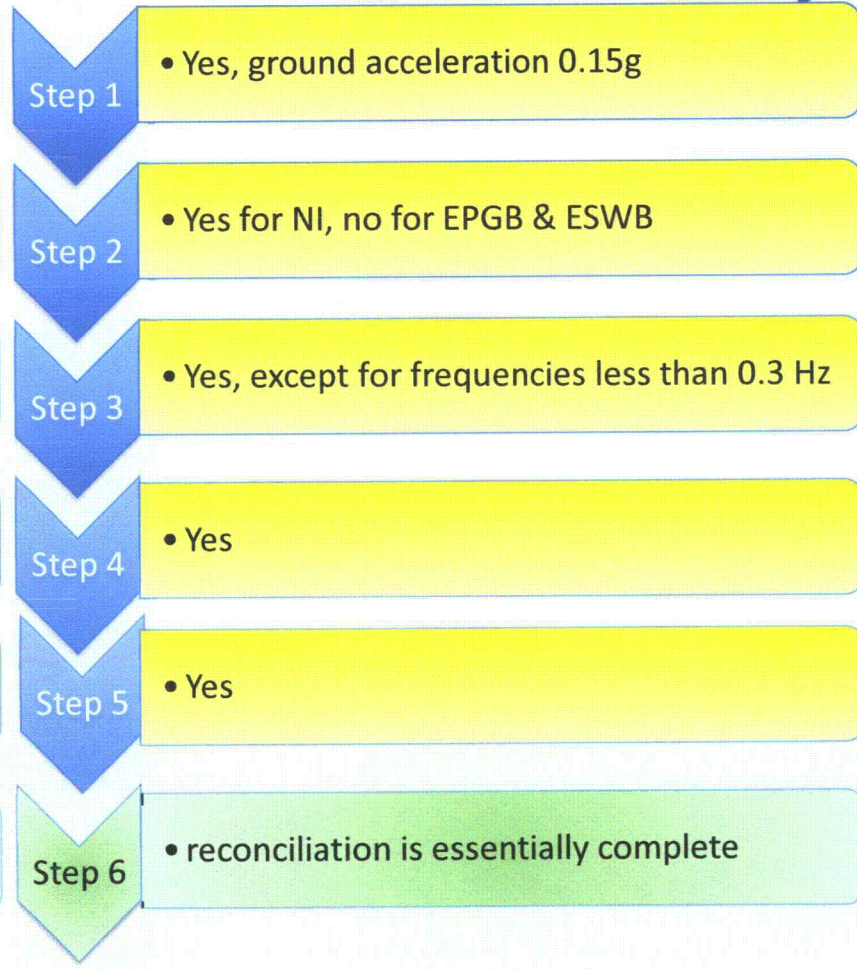 Step 1
• Yes, ground acceleration 0.15g
Step 2
• Yes for NI, no for EPGB & ESWB
Step 3
• Yes, except for frequencies less than 0.3 Hz
Step 4
• Yes
Step 5
• Yes
Step 6
• reconciliation is essentially complete